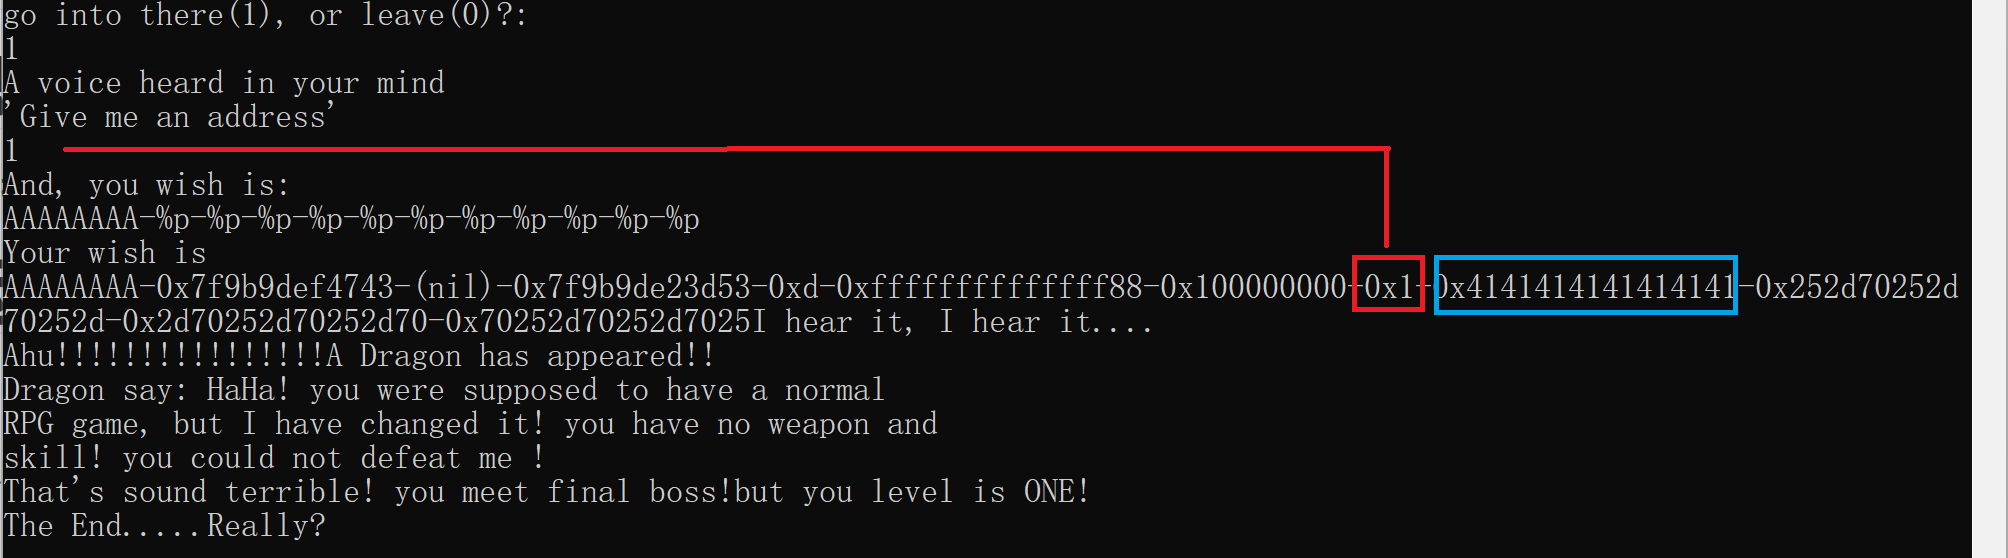 go into there(1), or leave(0)?:
1
A voice heard in your mind
'Give me an address'
1
And, you wish is:
AAAAAAAA-%p-%p-%p-%p-%p-%p-%p-%p-%p-%p-%p
Your wish is
AAAAAAAA-0x7f9b9def4743-(nil)-0x7f9b9de23d53-0xd-0xffffffffffffff88-0x100000000-0x1-0x4141414141414141-0x252d70252d
70252d-0x2d70252d70252d70-0x70252d70252d7025I hear it, I hear it....
Ahu!!!!!!!!!!!!!!!!A Dragon has appeared!!
Dragon say: HaHa! you were supposed to have a normal
RPG game, but I have changed it! you have no weapon and
skill! you could not defeat me !
That's sound terrible! you meet final boss!but you level is ONE!
The End.....Really?